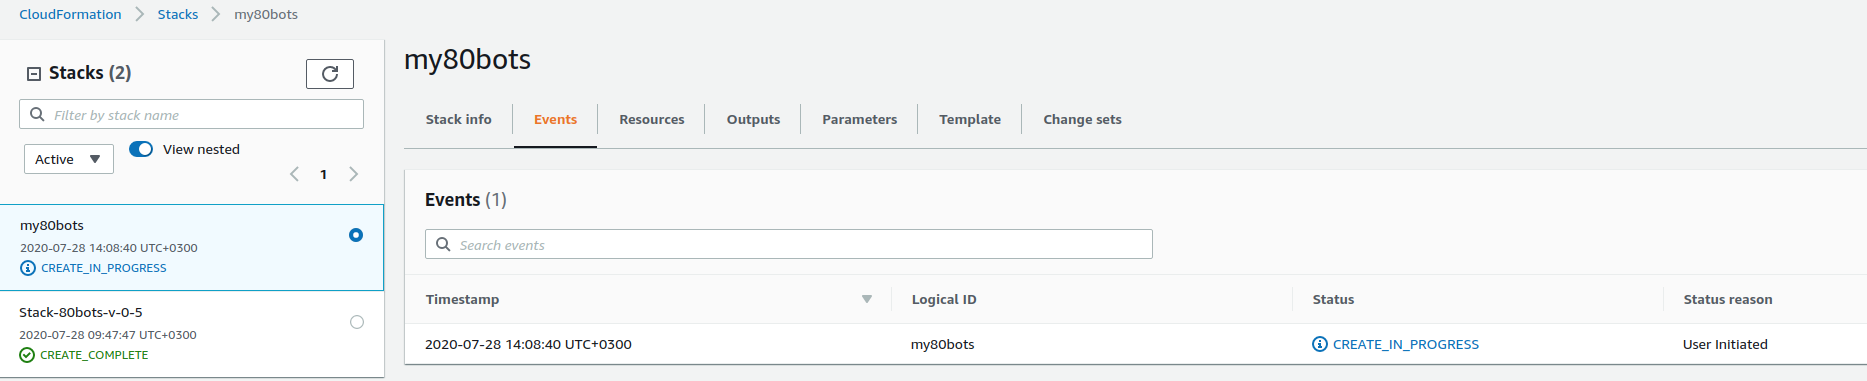 CloudFormation > Stacks > my80bots
Stacks (2)
Filter by stack name
Active
View nested
1
my80bots
2020-07-28 14:08:40 UTC+0300
CREATE_IN_PROGRESS
Stack-80bots-v-0-5
2020-07-28 09:47:47 UTC+0300
CREATE_COMPLETE
my80bots
Stack info Events Resources Outputs Parameters Template Change sets
Events (1)
Search events
Timestamp Logical ID Status Status reason
2020-07-28 14:08:40 UTC+0300 my80bots CREATE_IN_PROGRESS User Initiated